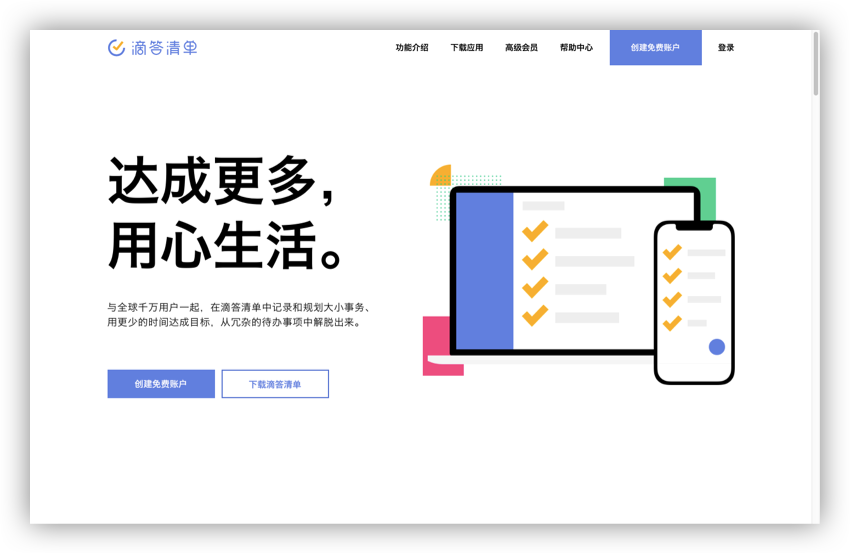 滴答清单
功能介绍
下载应用
高级会员
帮助中心
创建免费账户
登录
达成更多，
用心生活。
与全球千万用户一起，在滴答清单中记录和规划大小事务、
用更少的时间达成目标，从冗杂的待办事项中解脱出来。
创建免费账户
下载滴答清单